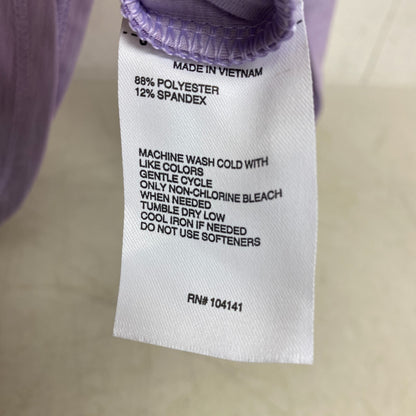 MADE IN VIETNAM
88% POLYESTER
12% SPANDEX
MACHINE WASH COLD WITH
LIKE COLORS
GENTLE CYCLE
ONLY NON-CHLORINE BLEACH
WHEN NEEDED
TUMBLE DRY LOW
COOL IRON IF NEEDED
DO NOT USE SOFTENERS
RN# 104141